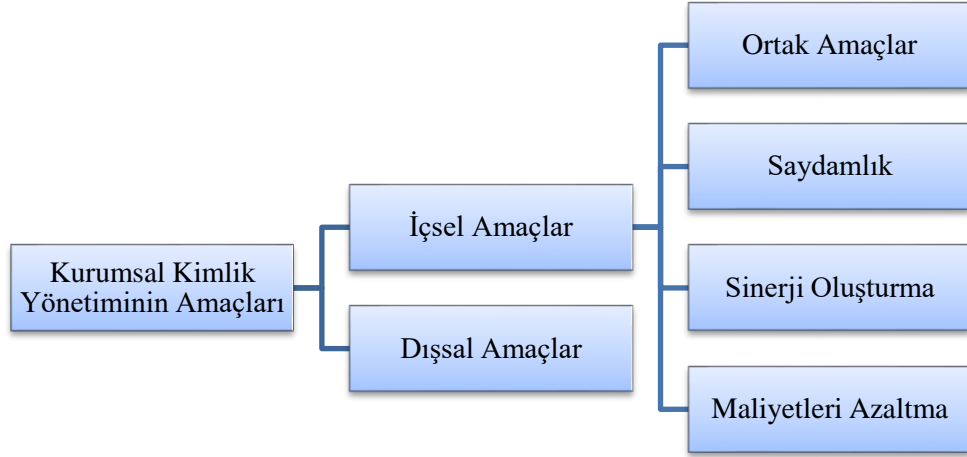 Kurumsal Kimlik
Yönetiminin Amaçları
İçsel Amaçlar
Dışsal Amaçlar
Ortak Amaçlar
Saydamlık
Sinerji Oluşturma
Maliyetleri Azaltma